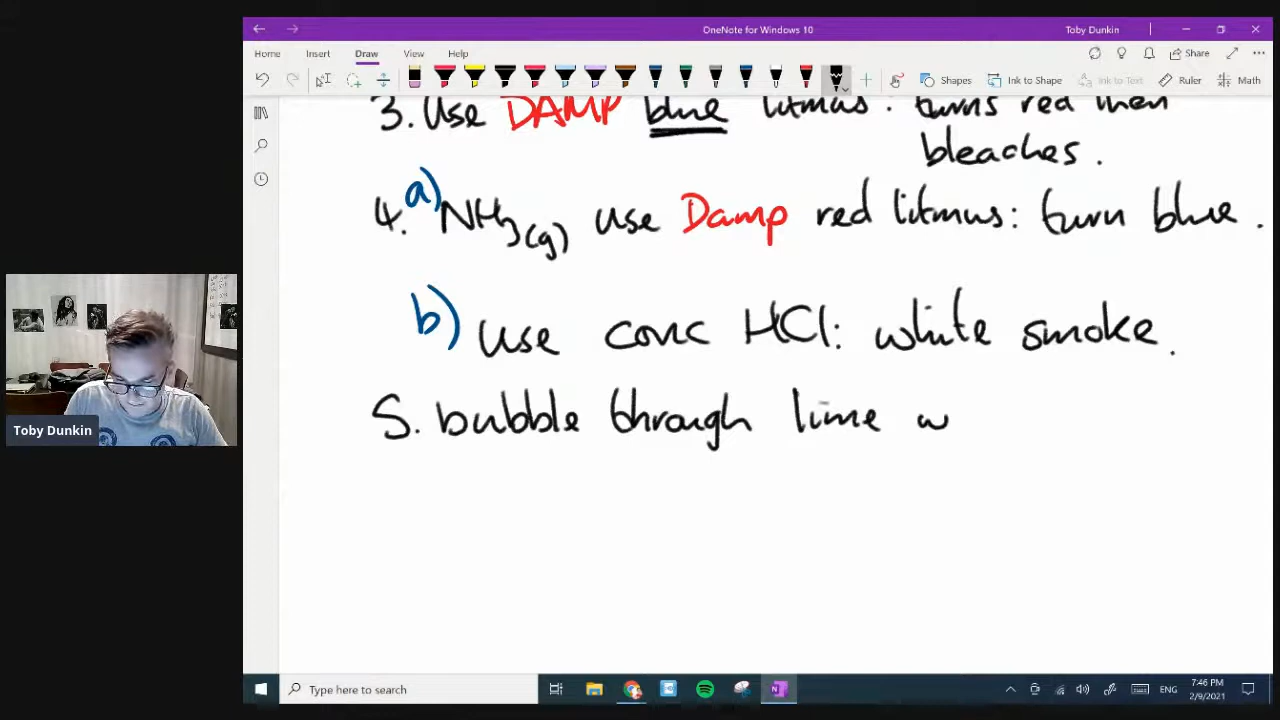 OneNote for Windows 10
Toby Dunkin
Home Insert Draw View Help
Share
Shapes Ink to Shape Ink to Text Ruler Math
3. Use DAMP blue litmus: turns red then
bleaches.
4. a) NH3(g) use Damp red litmus: turn blue.
b) Use conc HCl: white smoke.
5. bubble through lime w
Toby Dunkin
Type here to search
ENG
7:46 PM
2/9/2021